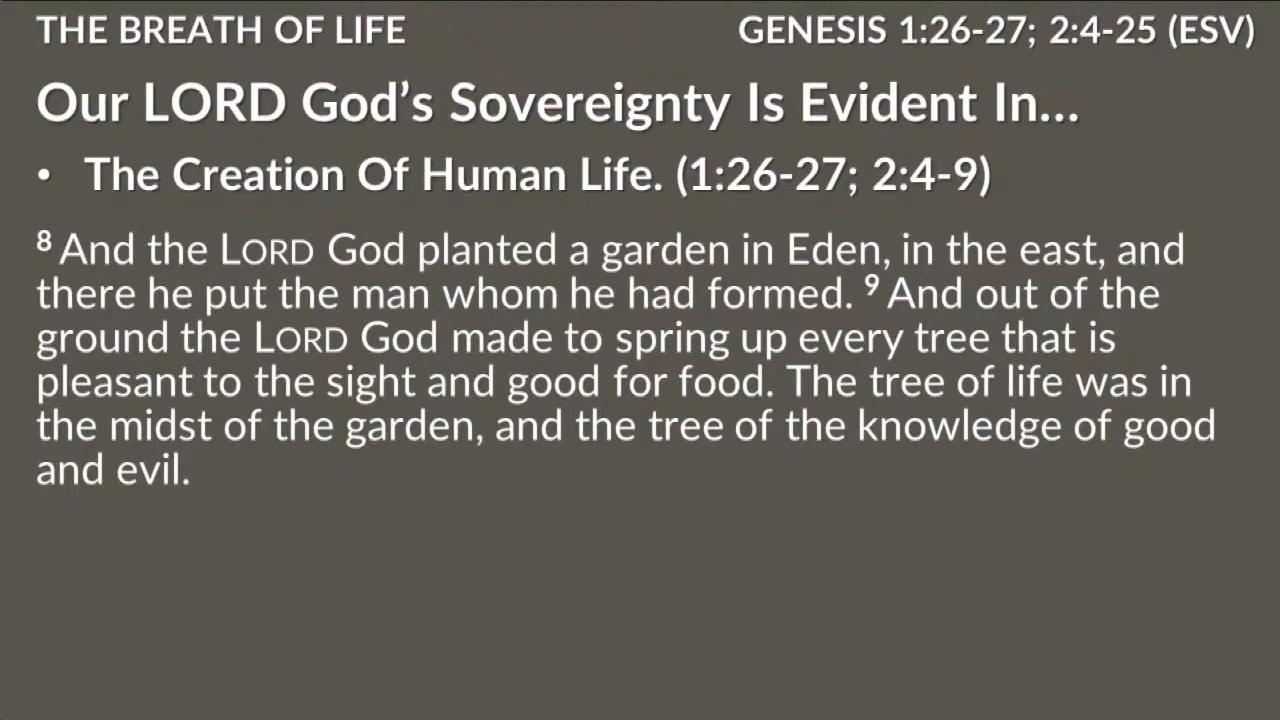 THE BREATH OF LIFE
GENESIS 1:26-27; 2:4-25 (ESV)
Our LORD God’s Sovereignty Is Evident In...
• The Creation Of Human Life. (1:26-27; 2:4-9)
8 And the LORD God planted a garden in Eden, in the east, and
there he put the man whom he had formed. 9 And out of the
ground the LORD God made to spring up every tree that is
pleasant to the sight and good for food. The tree of life was in
the midst of the garden, and the tree of the knowledge of good
and evil.